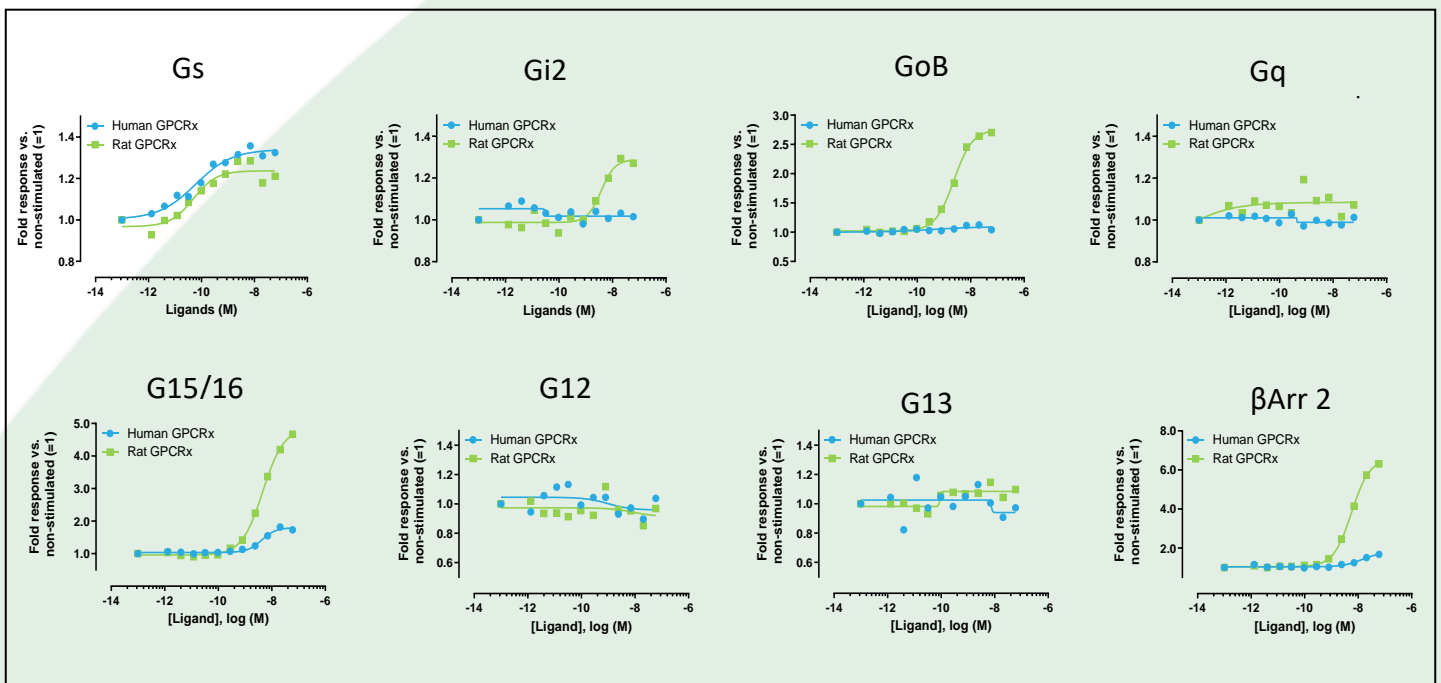 Gs
Fold response vs.
non-stimulated (=1)
Human GPCRx
Rat GPCRx
1.4
1.2
1.0
0.8
-14
-12
-10
-8
-6
Ligands (M)
Gi2
Fold response vs.
non-stimulated (=1)
Human GPCRx
Rat GPCRx
1.4
1.2
1.0
0.8
-14
-12
-10
-8
-6
Ligands (M)
GoB
Fold response vs.
non-stimulated (=1)
Human GPCRx
Rat GPCRx
3.0
2.5
2.0
1.5
1.0
0.5
-14
-12
-10
-8
-6
[Ligand], log (M)
Gq
Fold response vs.
non-stimulated (=1)
Human GPCRx
Rat GPCRx
1.4
1.2
1.0
0.8
-14
-12
-10
-8
-6
[Ligand], log (M)
G15/16
Fold response vs.
non-stimulated (=1)
Human GPCRx
Rat GPCRx
5.0
4.0
3.0
2.0
1.0
-14
-12
-10
-8
-6
[Ligand], log (M)
G12
Fold response vs.
non-stimulated (=1)
Human GPCRx
Rat GPCRx
1.4
1.2
1.0
0.8
0.6
-14
-12
-10
-8
-6
[Ligand], log (M)
G13
Fold response vs.
non-stimulated (=1)
Human GPCRx
Rat GPCRx
1.4
1.2
1.0
0.8
0.6
-14
-12
-10
-8
-6
[Ligand], log (M)
βArr 2
Fold response vs.
non-stimulated (=1)
Human GPCRx
Rat GPCRx
8.0
6.0
4.0
2.0
-14
-12
-10
-8
-6
[Ligand], log (M)